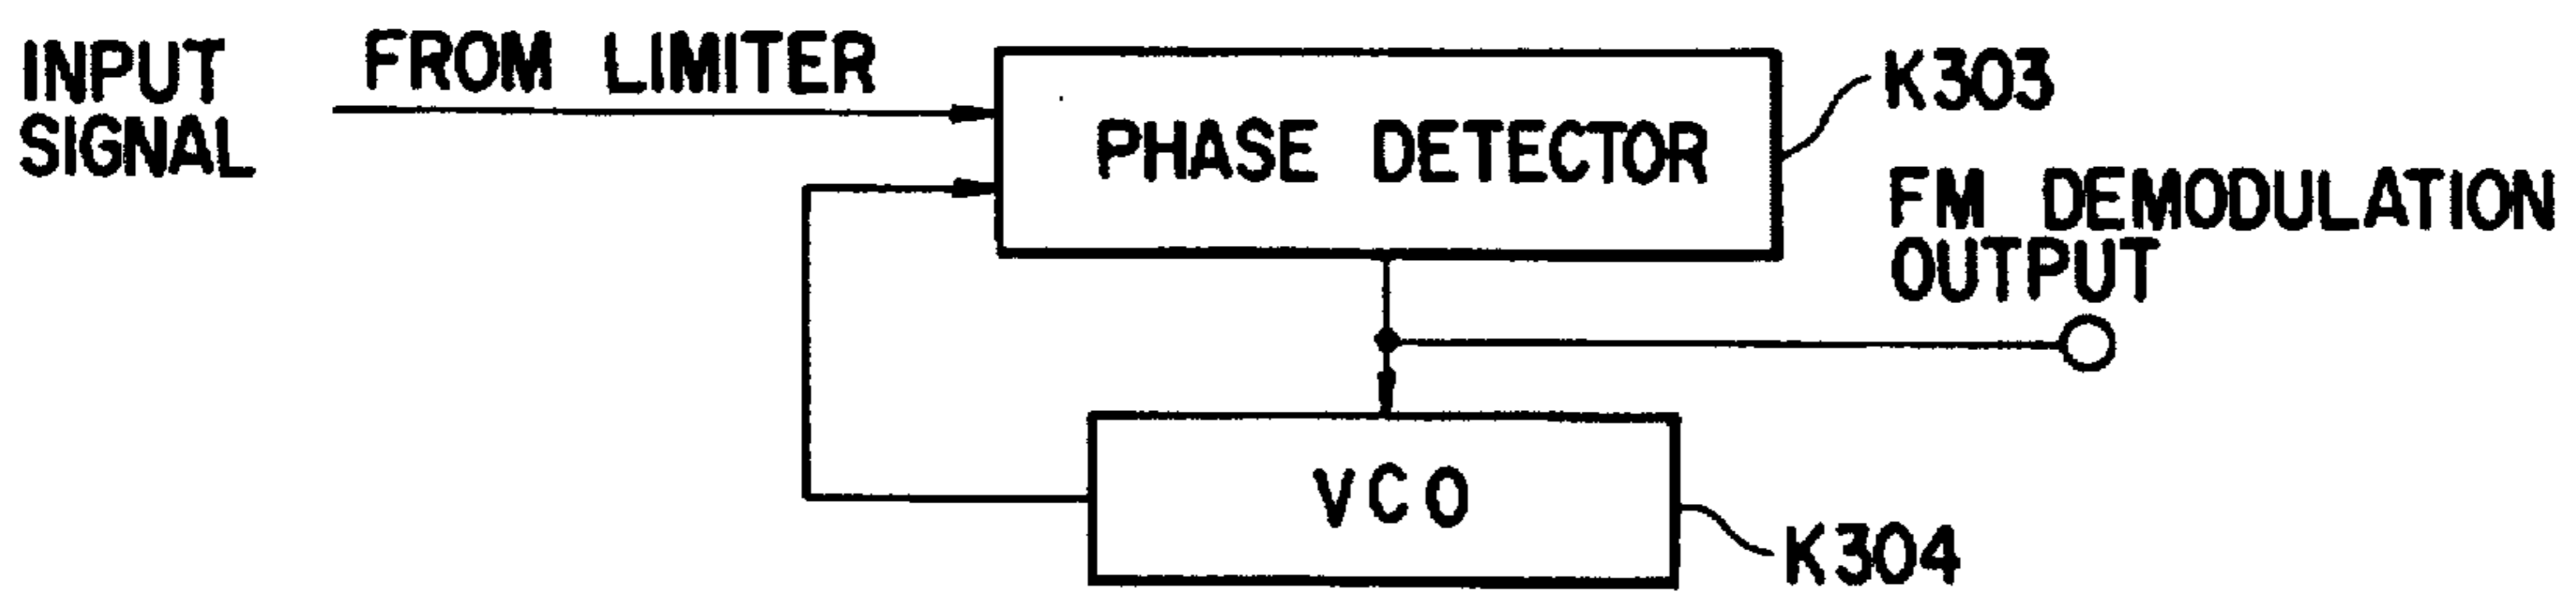 INPUT
SIGNAL
FROM LIMITER
PHASE DETECTOR
K303
FM DEMODULATION
OUTPUT
VCO
K304